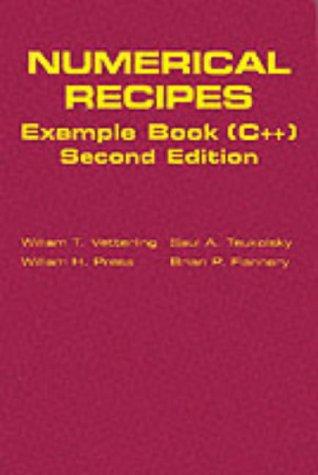 NUMERICAL
RECIPES
Example Book (C++)
Second Edition
William T. Vetterling Saul A. Teukolsky
William H. Press Brian P. Flannery